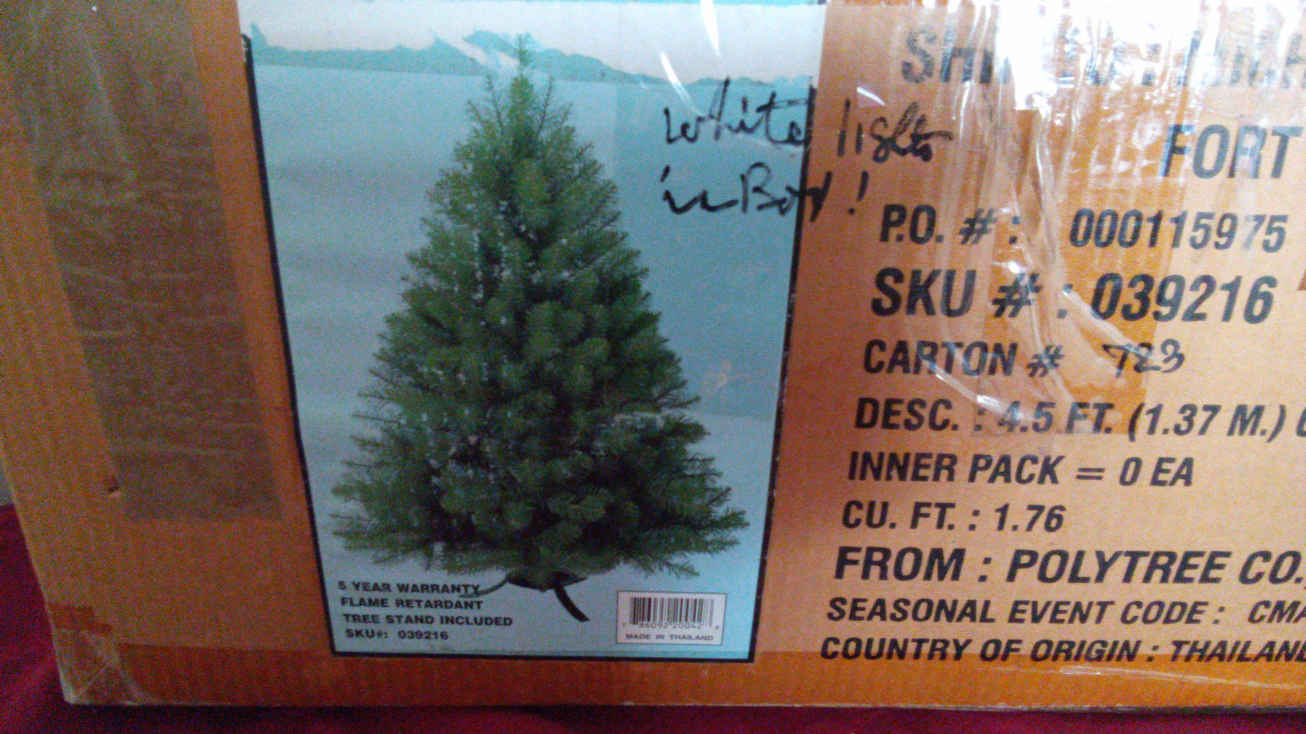 white lights
in Box!
FORT
P.O. # : 000115975
SKU # : 039216
CARTON # 723
DESC. : 4.5 FT. (1.37 M.)
INNER PACK = 0 EA
CU. FT. : 1.76
FROM : POLYTREE CO.
SEASONAL EVENT CODE : CMA
COUNTRY OF ORIGIN : THAILAND
5 YEAR WARRANTY
FLAME RETARDANT
TREE STAND INCLUDED
SKU#: 039216
MADE IN THAILAND